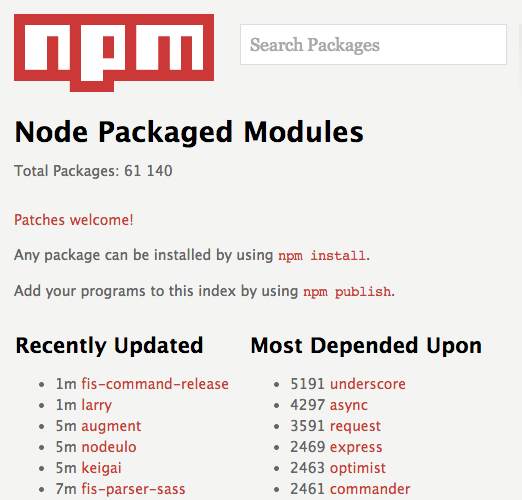 npm
Search Packages
Node Packaged Modules
Total Packages: 61 140
Patches welcome!
Any package can be installed by using npm install.
Add your programs to this index by using npm publish.
Recently Updated
1m fis-command-release
1m larry
5m augment
5m nodeulo
5m keigai
7m fis-parser-sass
Most Depended Upon
5191 underscore
4297 async
3591 request
2469 express
2463 optimist
2461 commander